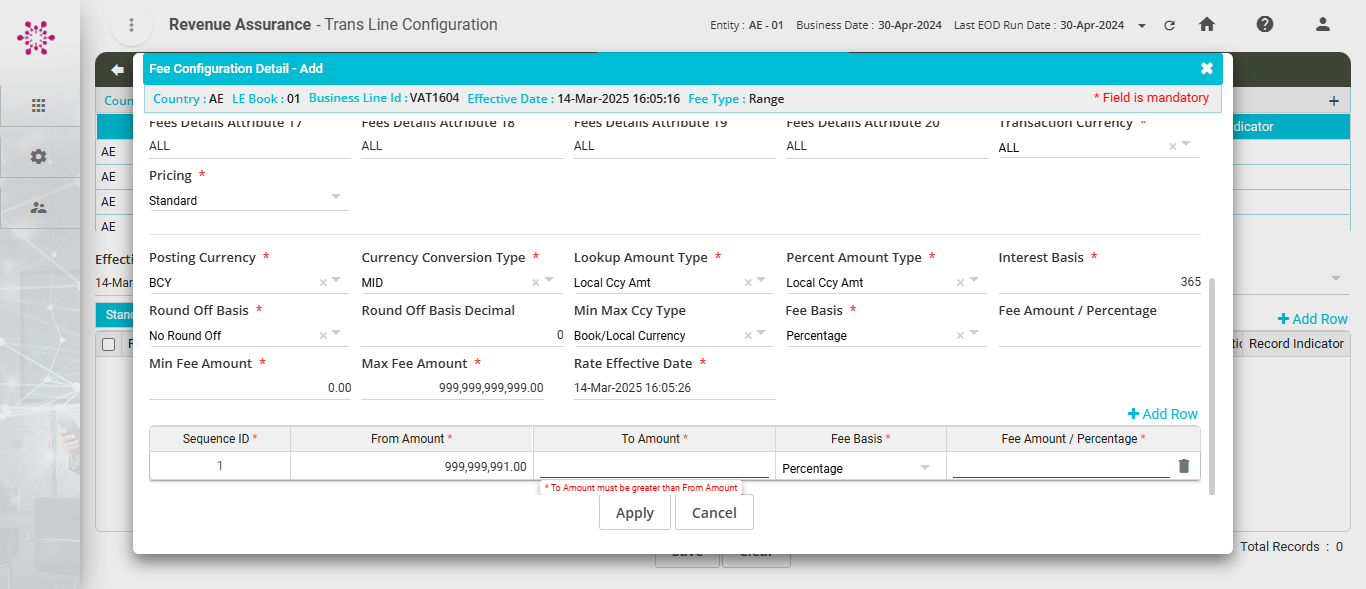 Revenue Assurance - Trans Line Configuration
Entity : AE - 01 Business Date : 30-Apr-2024 Last EOD Run Date : 30-Apr-2024
Fee Configuration Detail - Add
Country : AE LE Book : 01 Business Line Id : VAT1604 Effective Date : 14-Mar-2025 16:05:16 Fee Type : Range
* Field is mandatory
Fees Details Attribute 17 Fees Details Attribute 18 Fees Details Attribute 19 Fees Details Attribute 20 Transaction Currency *
ALL ALL ALL ALL ALL
Pricing *
Standard
Posting Currency * Currency Conversion Type * Lookup Amount Type * Percent Amount Type * Interest Basis *
BCY MID Local Ccy Amt Local Ccy Amt 365
Round Off Basis * Round Off Basis Decimal Min Max Ccy Type Fee Basis * Fee Amount / Percentage
No Round Off 0 Book/Local Currency Percentage
Min Fee Amount * Max Fee Amount * Rate Effective Date *
0.00 999,999,999,999.00 14-Mar-2025 16:05:26
Add Row
Sequence ID * From Amount * To Amount * Fee Basis * Fee Amount / Percentage *
1 999,999,991.00 Percentage
* To Amount must be greater than From Amount
Apply Cancel
Coun
dicator
AE
AE
AE
AE
Effecti
14-Mar
Stand
Add Row
F
Record Indicator
Save Clear
Total Records : 0